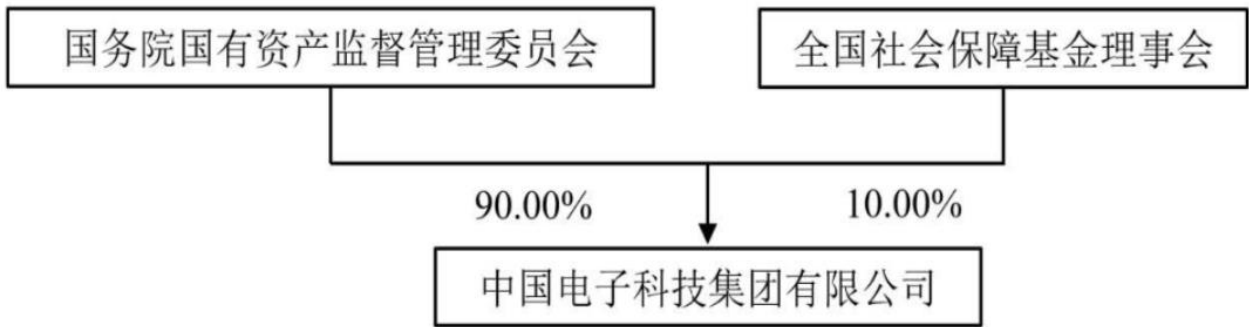 国务院国有资产监督管理委员会
全国社会保障基金理事会
90.00%
10.00%
中国电子科技集团有限公司